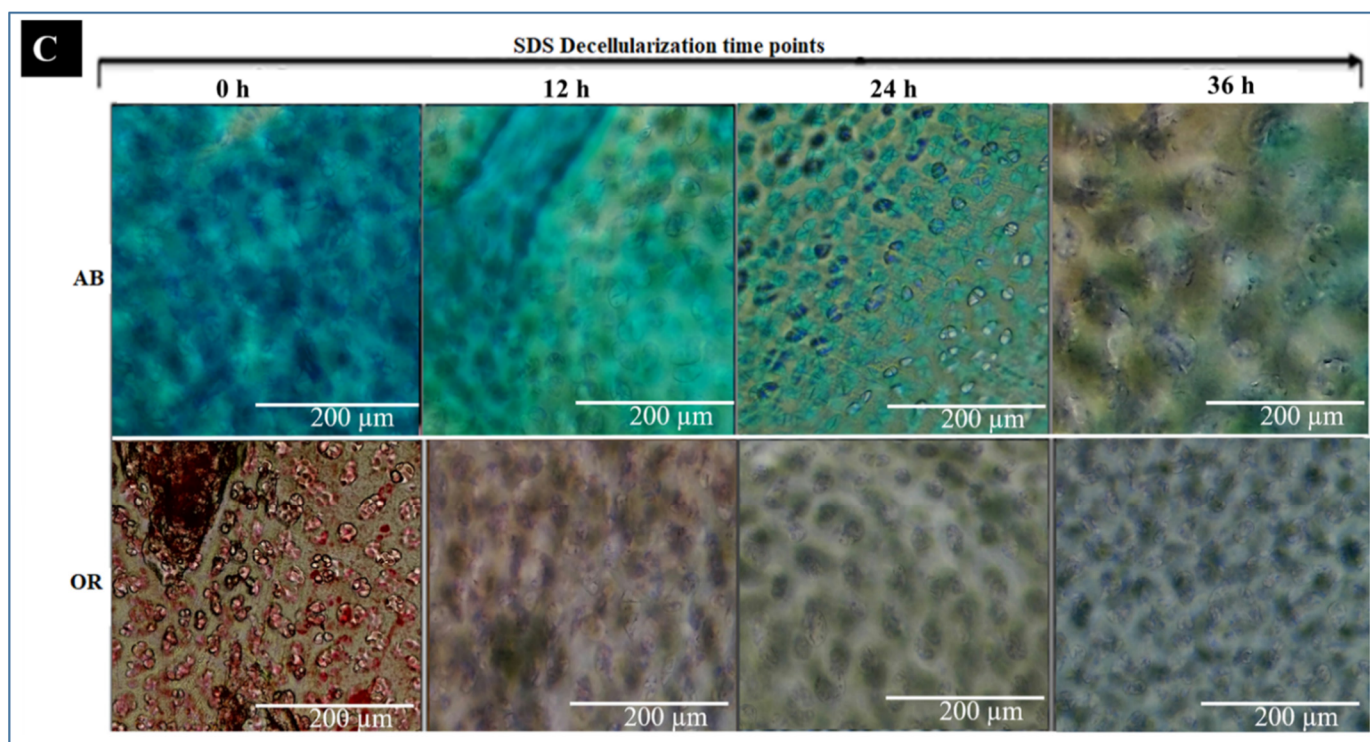 C
SDS Decellularization time points
0 h 12 h 24 h 36 h
AB
200 µm 200 µm 200 µm 200 µm
OR
200 µm 200 µm 200 µm 200 µm